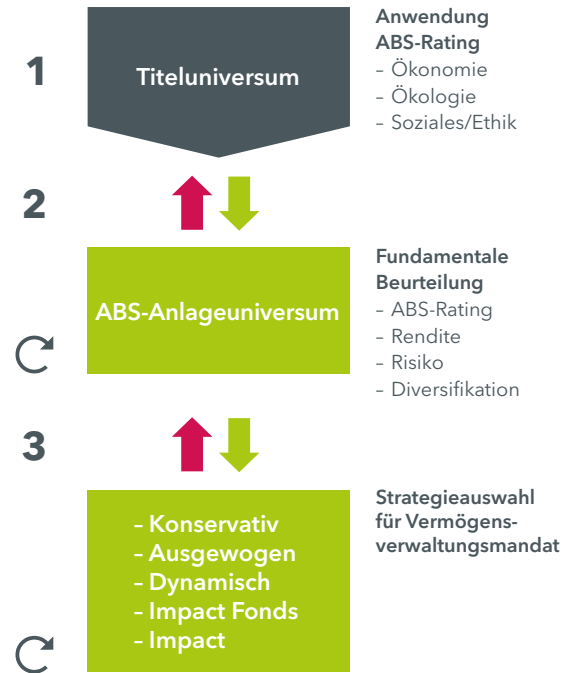 1
Titeluniversum
Anwendung
ABS-Rating
– Ökonomie
– Ökologie
– Soziales/Ethik
2
ABS-Anlageuniversum
Fundamentale
Beurteilung
– ABS-Rating
– Rendite
– Risiko
– Diversifikation
3
– Konservativ
– Ausgewogen
– Dynamisch
– Impact Fonds
– Impact
Strategieauswahl
für Vermögens-
verwaltungsmandat